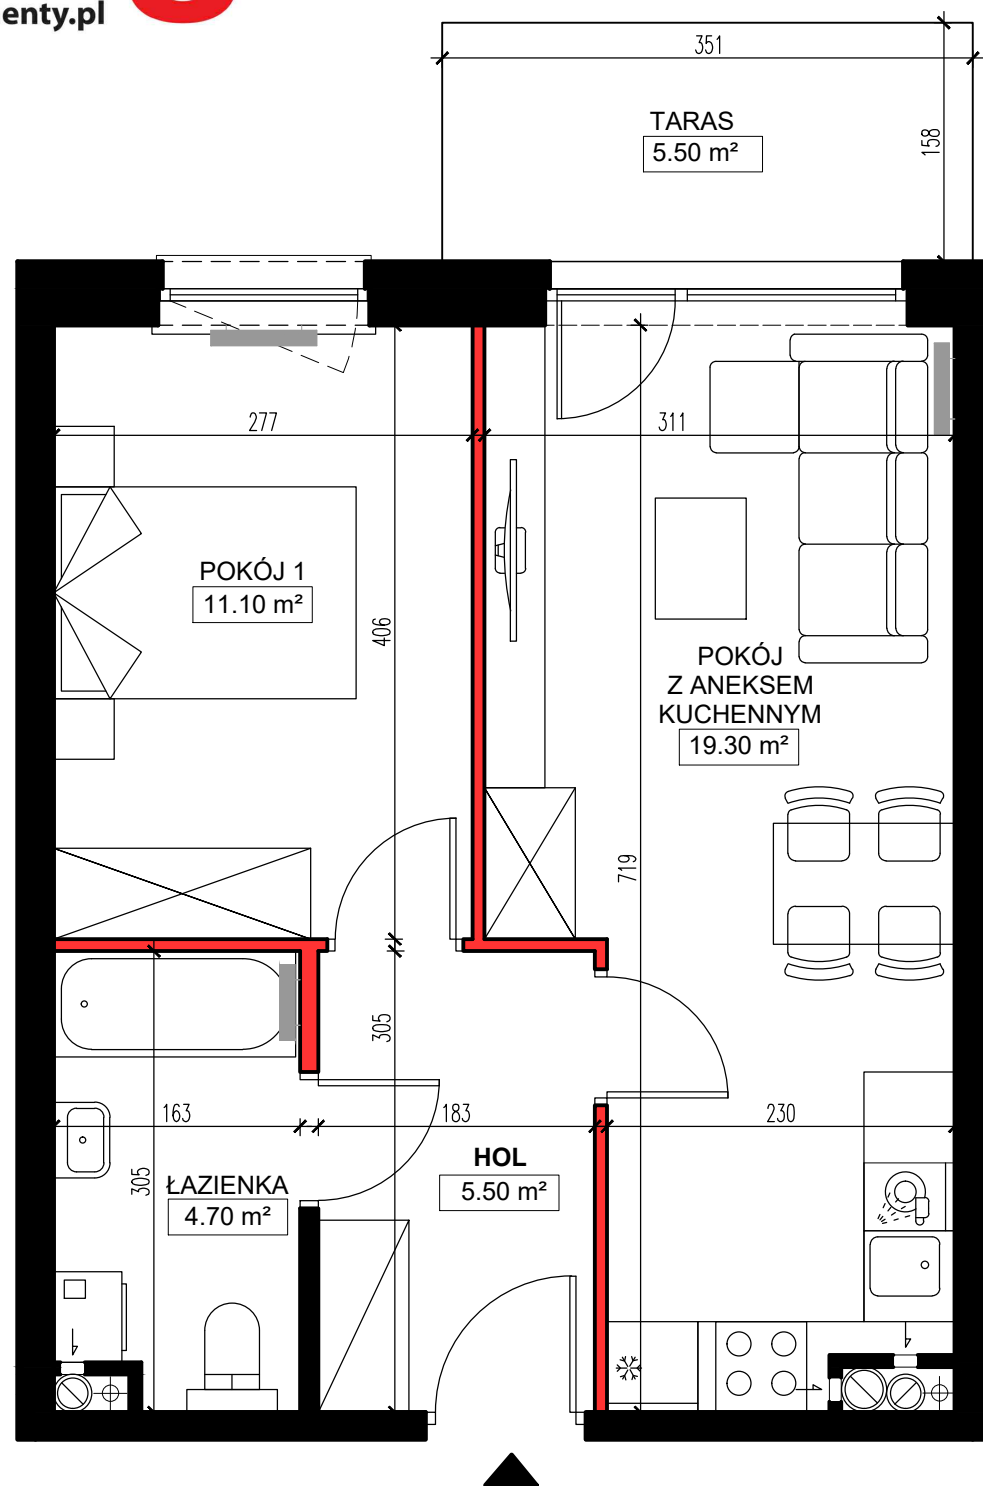 enty.pl
351
TARAS
5.50 m²
158
277
311
POKÓJ 1
11.10 m²
406
POKÓJ
Z ANEKSEM
KUCHENNYM
19.30 m²
719
305
163
183
230
305
HOL
5.50 m²
ŁAZIENKA
4.70 m²